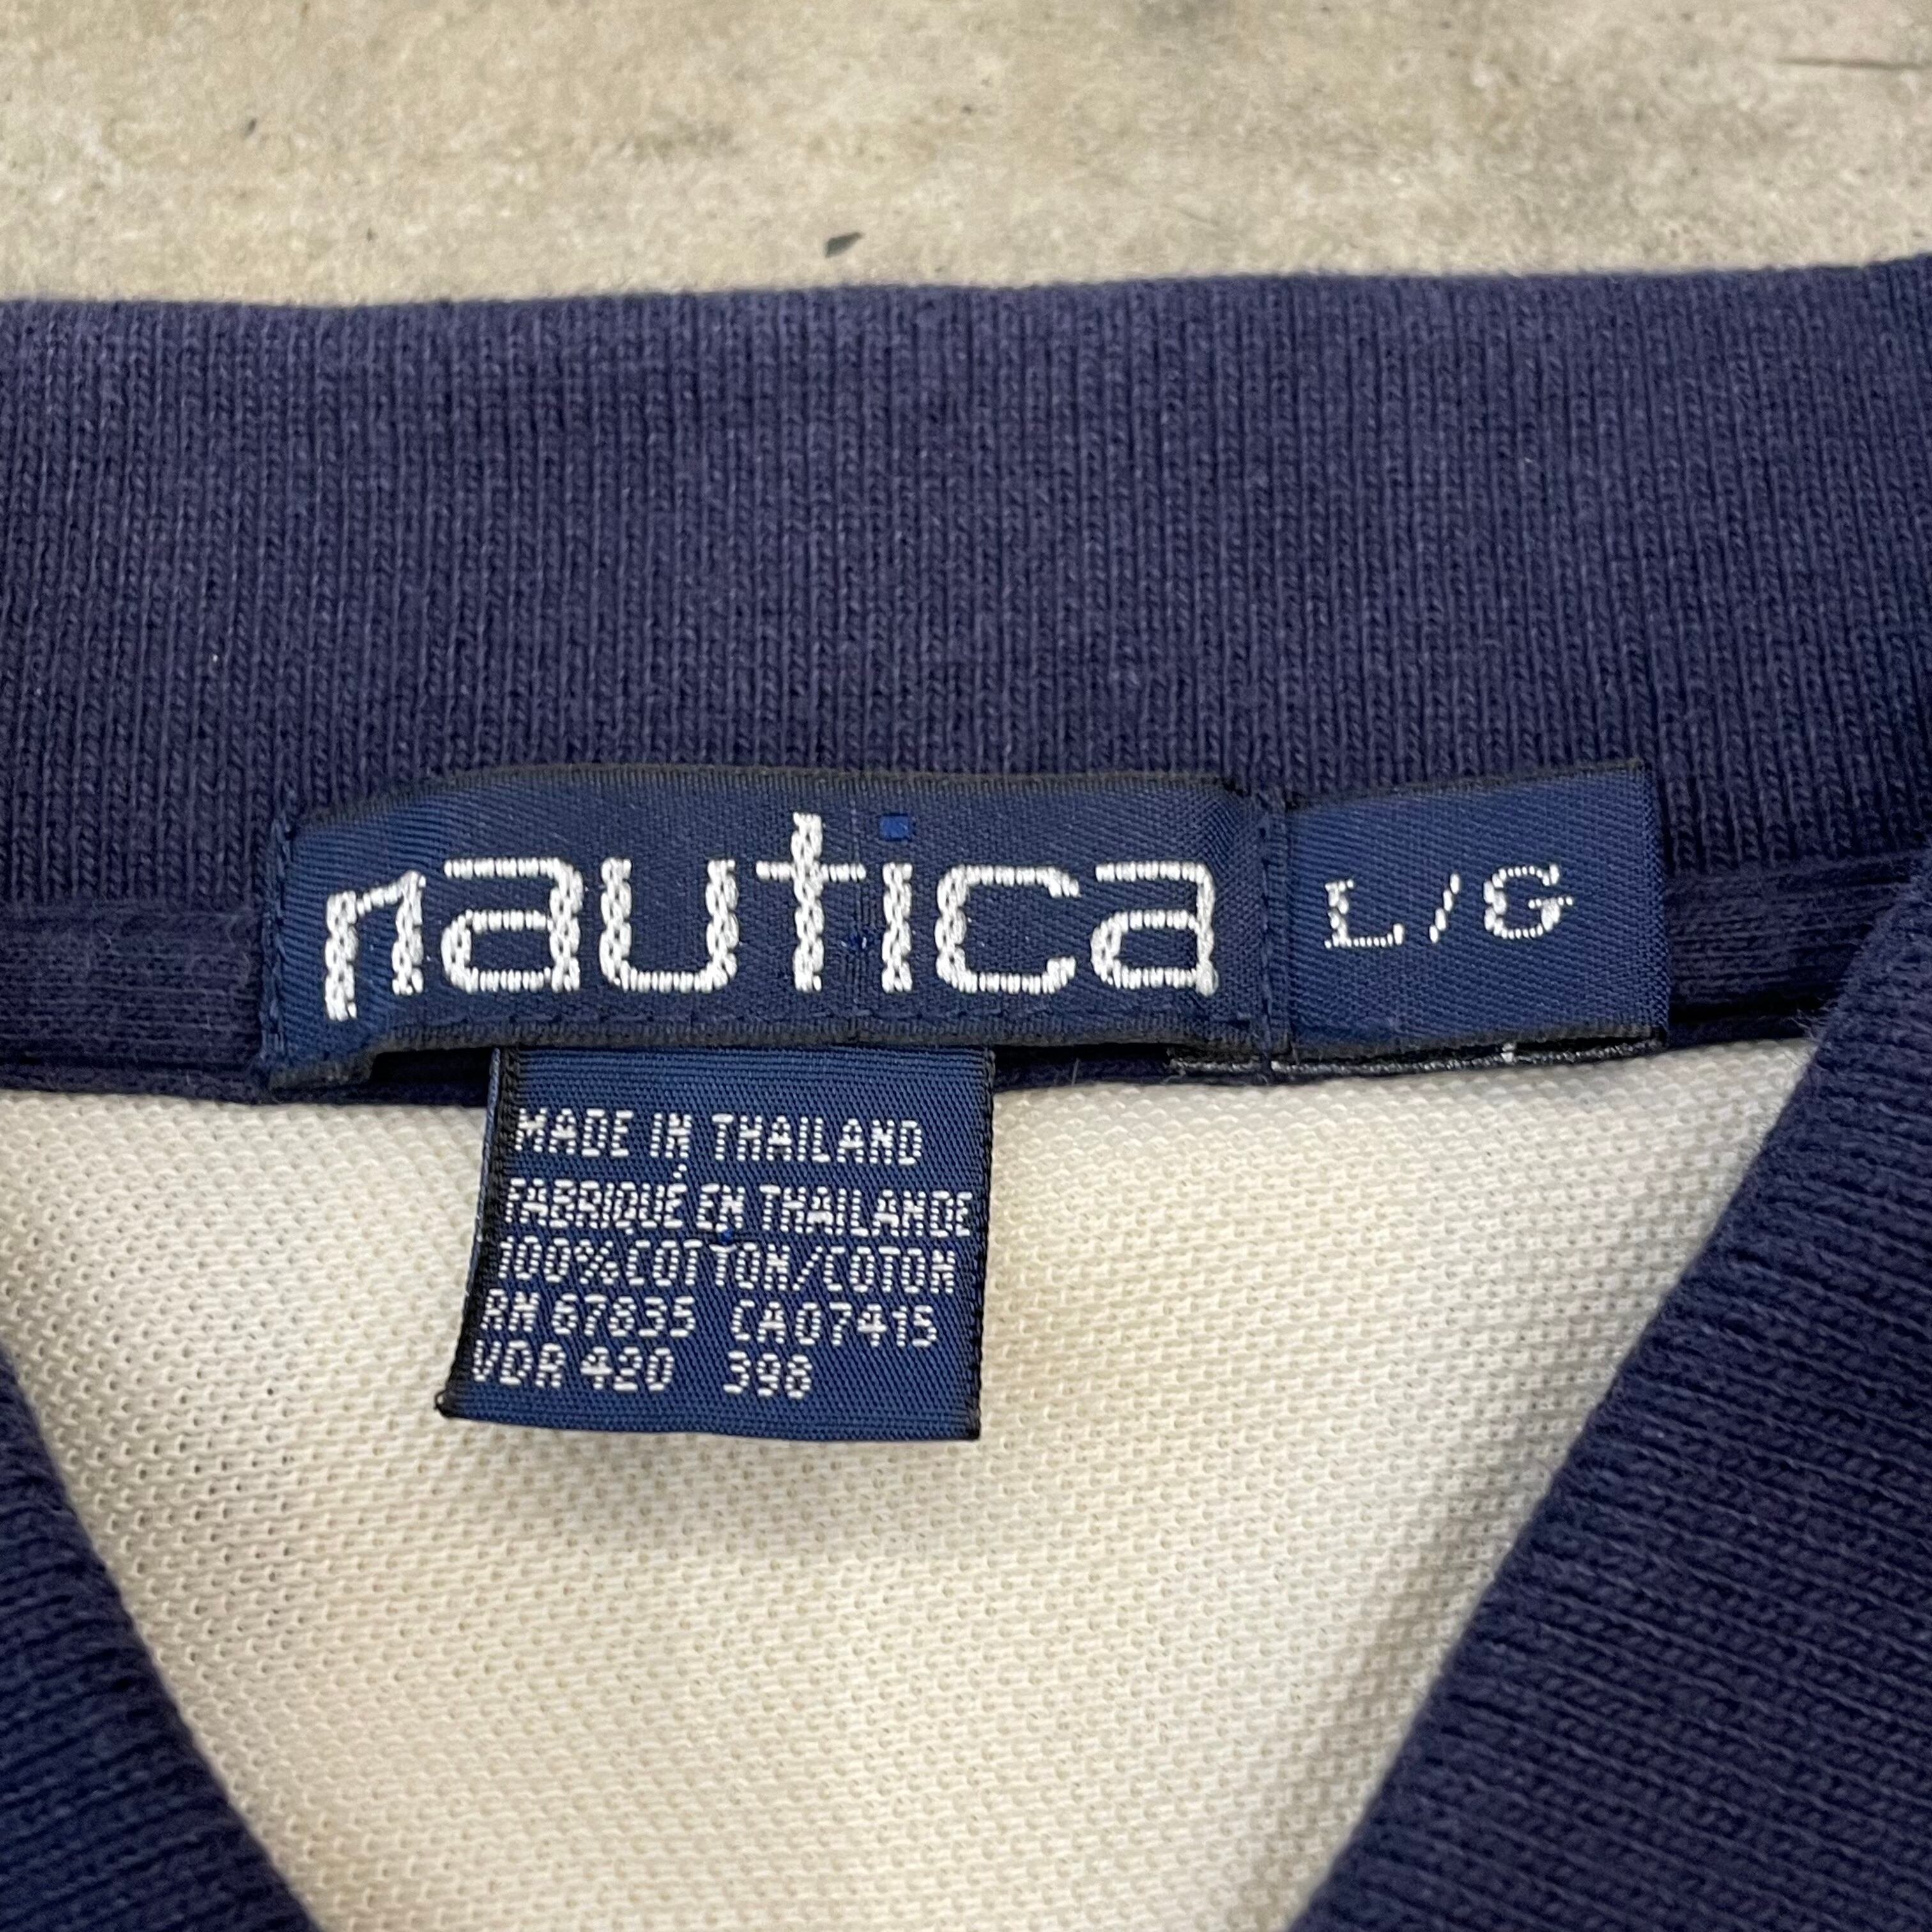 nautica
L/G
MADE IN THAILAND
FABRIQUÉ EN THAILANDE
100%COTTON/COTON
RN 67835 CA07415
VDR 420 398